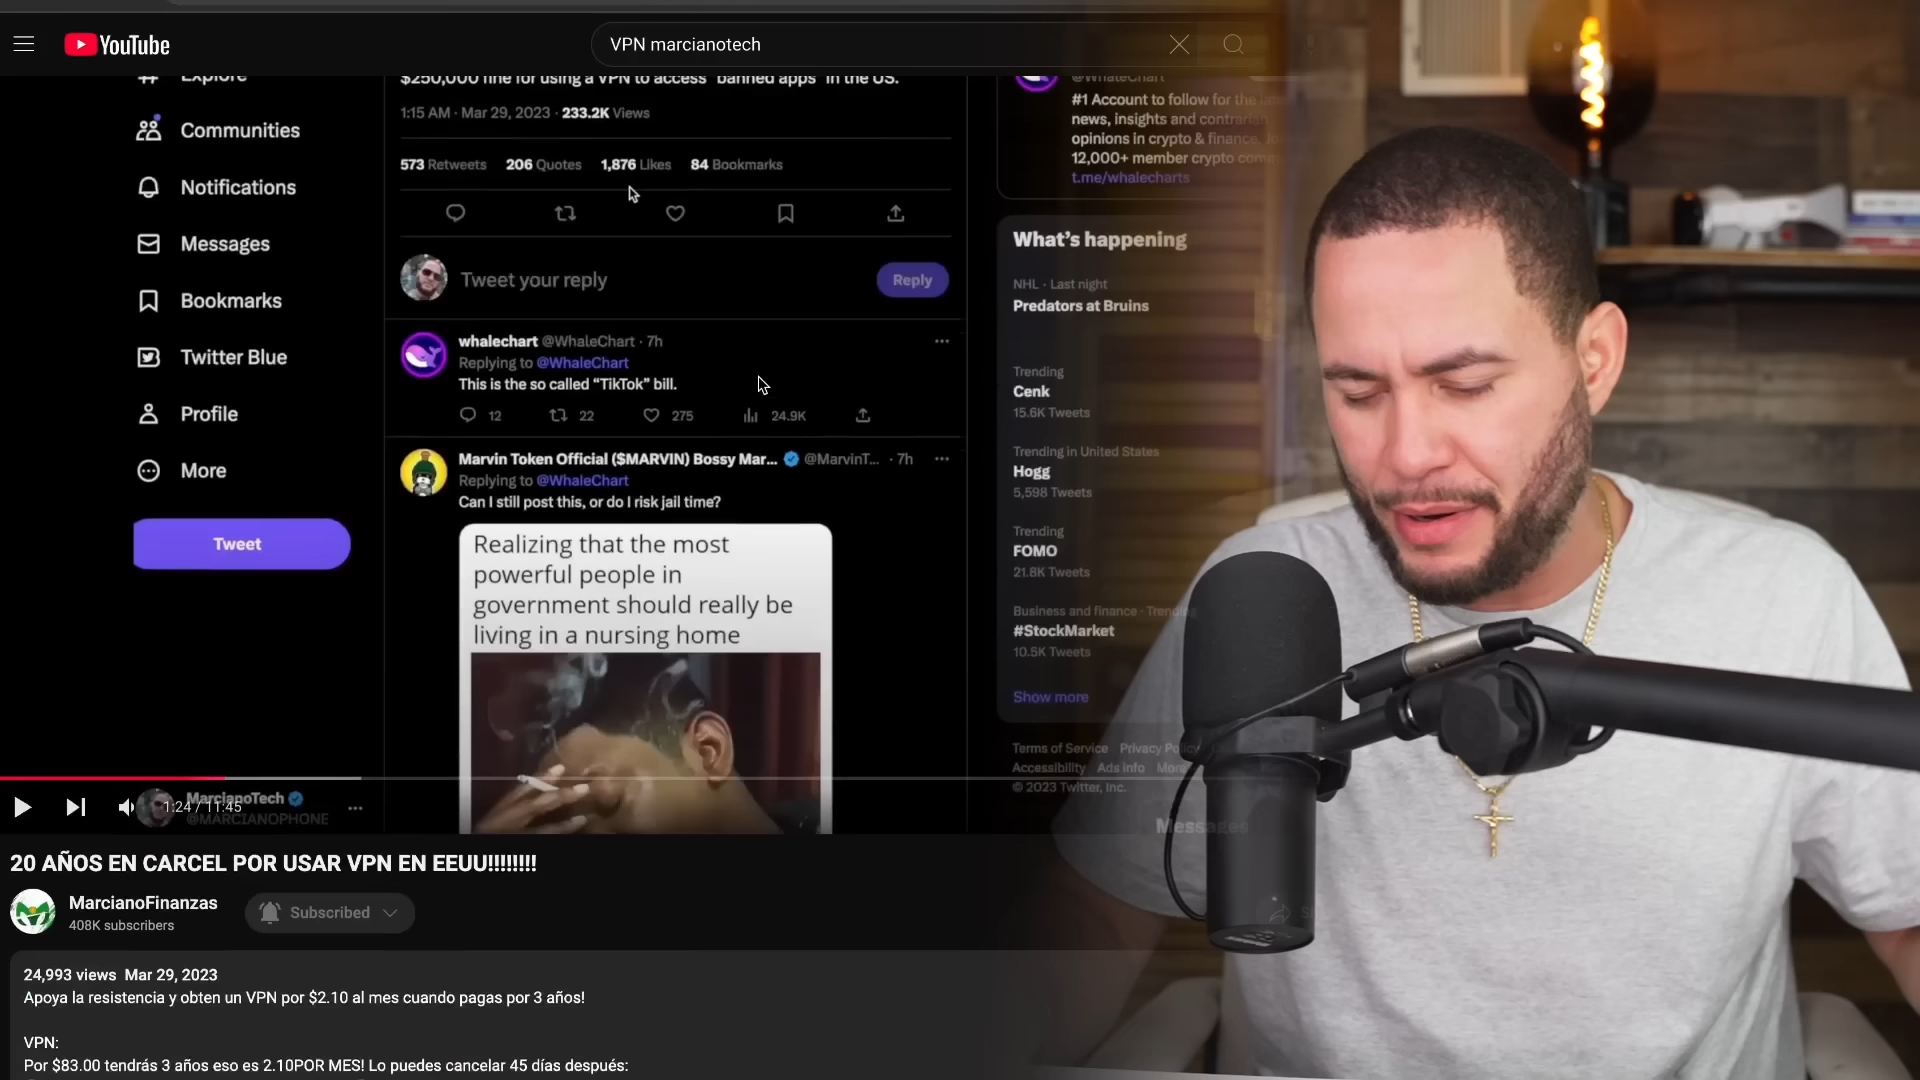 YouTube
VPN marcianotech
Explore
Communities
Notifications
Messages
Bookmarks
Twitter Blue
Profile
More
Tweet
$250,000 fine for using a VPN to access "banned apps" in the US.
1:15 AM · Mar 29, 2023 · 233.2K Views
573 Retweets 206 Quotes 1,876 Likes 84 Bookmarks
Tweet your reply
Reply
whalechart @WhaleChart · 7h
Replying to @WhaleChart
This is the so called “TikTok” bill.
12 22 275 24.9K
Marvin Token Official ($MARVIN) Bossy Mar... @MarvinT... · 7h
Replying to @WhaleChart
Can I still post this, or do I risk jail time?
Realizing that the most
powerful people in
government should really be
living in a nursing home
@WhaleChart
#1 Account to follow for the
news, insights and contrarian
opinions in crypto & finance.
12,000+ member crypto
t.me/whalecharts
What’s happening
NHL · Last night
Predators at Bruins
Trending
Cenk
15.6K Tweets
Trending in United States
Hogg
5,598 Tweets
Trending
FOMO
21.8K Tweets
Business and finance · Trending
#StockMarket
10.5K Tweets
Show more
Terms of Service Privacy Policy
Accessibility Ads info More
© 2023 Twitter, Inc.
Messages
MarcianoTech
@MARCIANOPHONE
1:24 / 11:45
20 AÑOS EN CARCEL POR USAR VPN EN EEUU!!!!!!!!
MarcianoFinanzas
408K subscribers
Subscribed
24,993 views Mar 29, 2023
Apoya la resistencia y obten un VPN por $2.10 al mes cuando pagas por 3 años!
VPN:
Por $83.00 tendrás 3 años eso es 2.10POR MES! Lo puedes cancelar 45 días después: